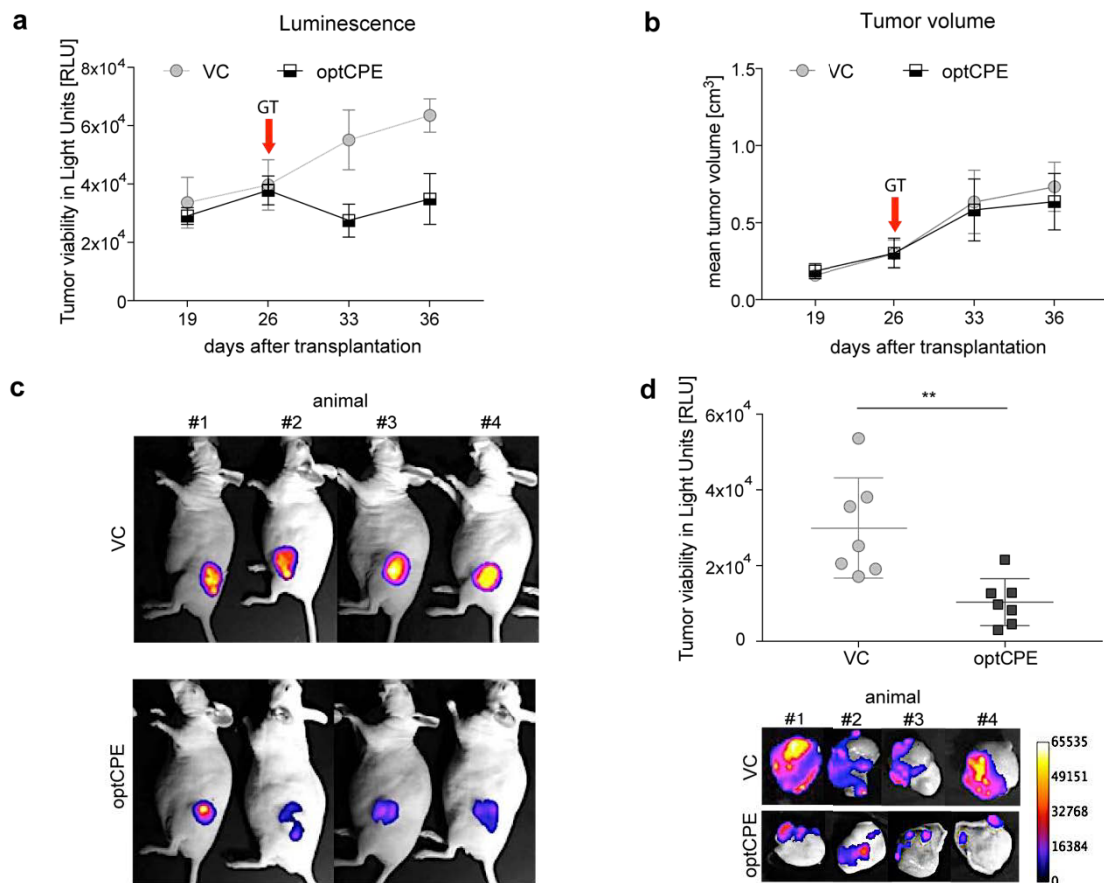 a
Luminescence
Tumor viability in Light Units [RLU]
VC
optCPE
8x10⁴
6x10⁴
4x10⁴
2x10⁴
0
GT
19 26 33 36
days after transplantation
b
Tumor volume
mean tumor volume [cm³]
VC
optCPE
1.5
1.0
0.5
0.0
GT
19 26 33 36
days after transplantation
c
animal
#1 #2 #3 #4
VC
optCPE
d
Tumor viability in Light Units [RLU]
6x10⁴
4x10⁴
2x10⁴
0
**
VC optCPE
animal
#1 #2 #3 #4
VC
optCPE
65535
49151
32768
16384
0